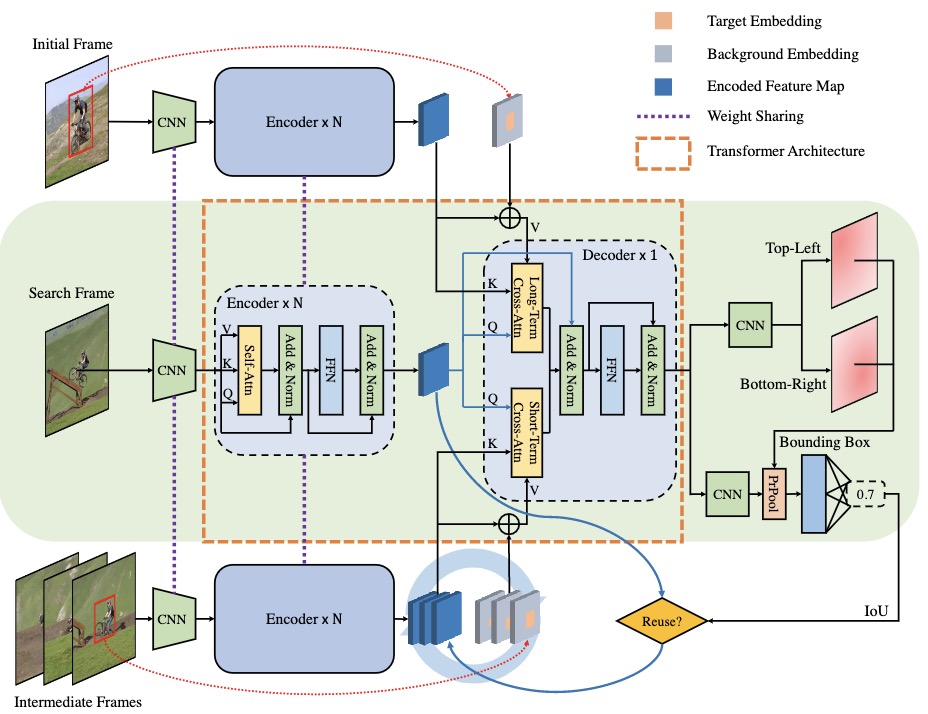 Target Embedding
Background Embedding
Encoded Feature Map
Weight Sharing
Transformer Architecture
Initial Frame
CNN
Encoder x N
V
Decoder x 1
Top-Left
Search Frame
CNN
Encoder x N
V
K
Q
Self-Attn
Add & Norm
FFN
Add & Norm
K
Q
Long-Term
Cross-Attn
Q
K
Short-Term
Cross-Attn
V
Add & Norm
FFN
Add & Norm
CNN
Bottom-Right
Bounding Box
CNN
PrPool
0.7
IoU
Reuse?
CNN
Encoder x N
Intermediate Frames